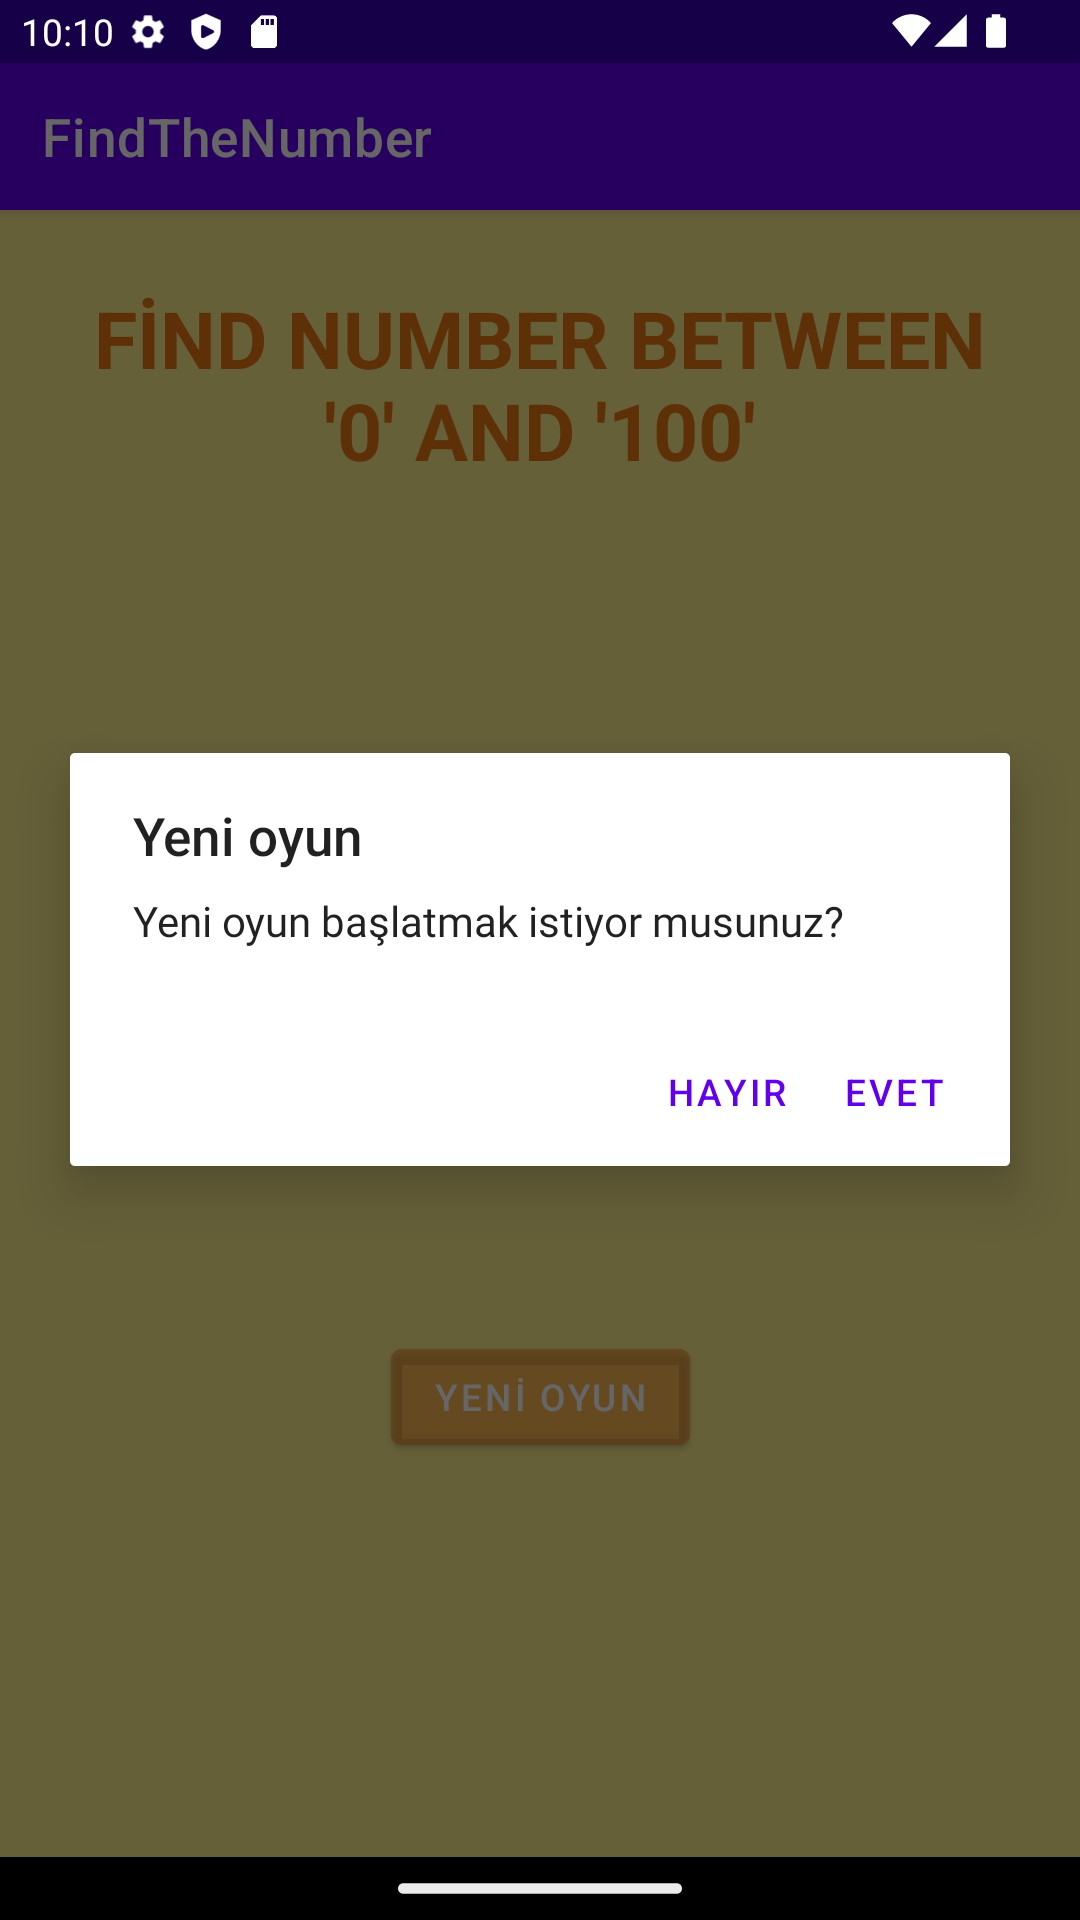 10:10
FindTheNumber
FİND NUMBER BETWEEN
'0' AND '100'
Yeni oyun
Yeni oyun başlatmak istiyor musunuz?
HAYIR EVET
YENİ OYUN